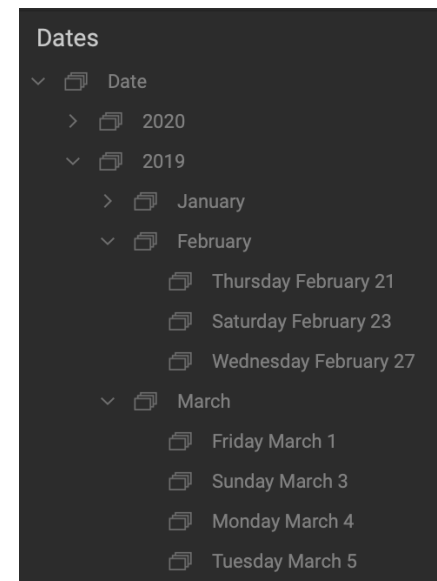 Dates
Date
2020
2019
January
February
Thursday February 21
Saturday February 23
Wednesday February 27
March
Friday March 1
Sunday March 3
Monday March 4
Tuesday March 5